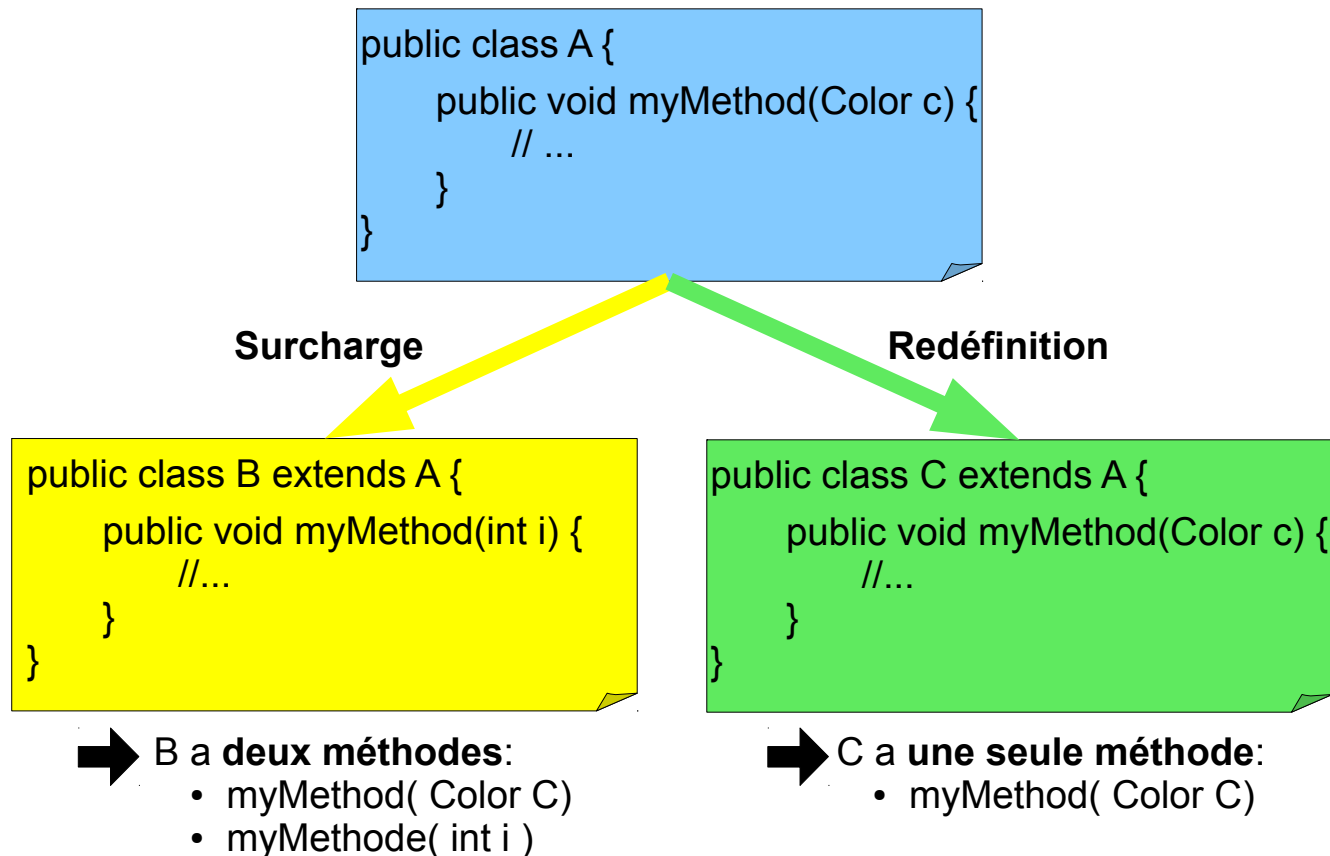 public class A {
public void myMethod(Color c) {
// ...
}
}
Surcharge
Redéfinition
public class B extends A {
public void myMethod(int i) {
//...
}
}
public class C extends A {
public void myMethod(Color c) {
//...
}
}
B a deux méthodes:
• myMethod( Color C)
• myMethode( int i )
C a une seule méthode:
• myMethod( Color C)